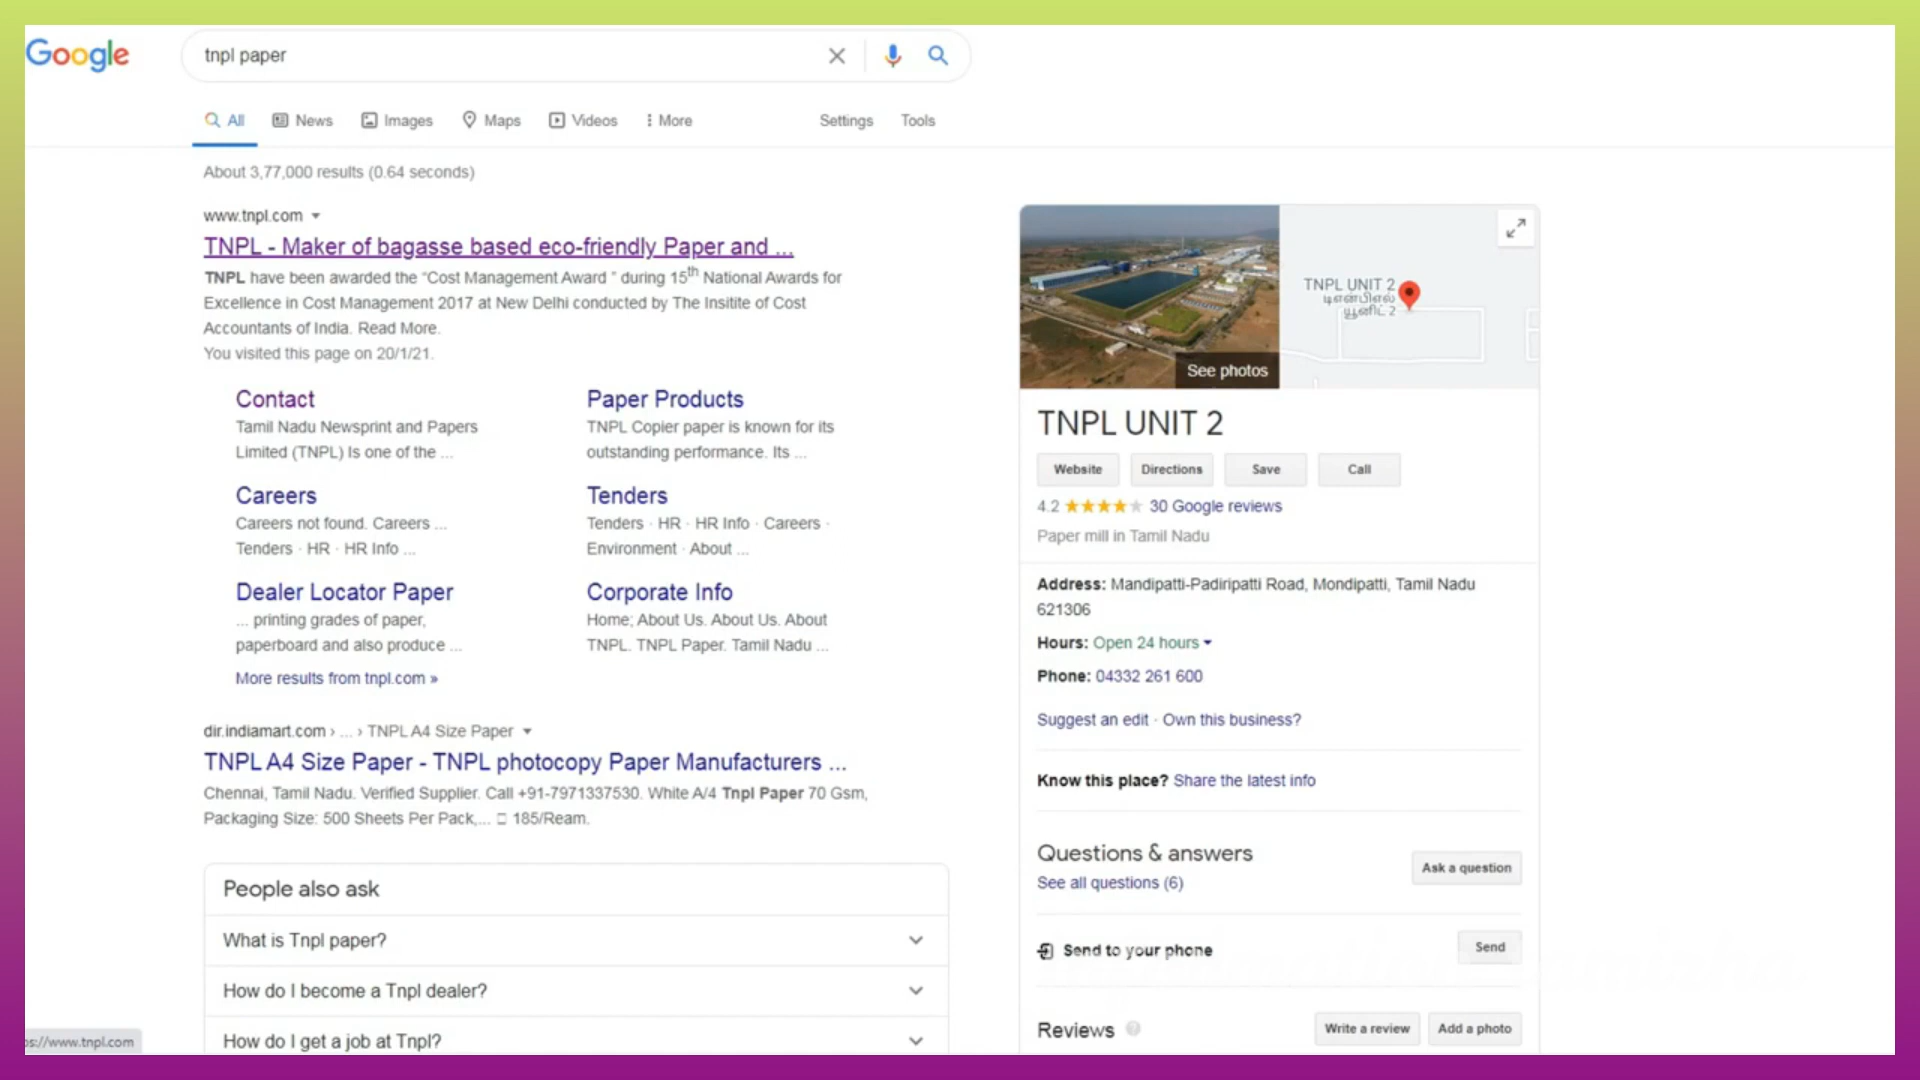 Google
tnpl paper
All
News
Images
Maps
Videos
More
Settings
Tools
About 3,77,000 results (0.64 seconds)
www.tnpl.com
TNPL - Maker of bagasse based eco-friendly Paper and ...
TNPL have been awarded the “Cost Management Award ” during 15th National Awards for
Excellence in Cost Management 2017 at New Delhi conducted by The Insitite of Cost
Accountants of India. Read More.
You visited this page on 20/1/21.
Contact
Tamil Nadu Newsprint and Papers
Limited (TNPL) Is one of the ...
Paper Products
TNPL Copier paper is known for its
outstanding performance. Its ...
Careers
Careers not found. Careers ...
Tenders · HR · HR Info ...
Tenders
Tenders · HR · HR Info · Careers ·
Environment · About ...
Dealer Locator Paper
... printing grades of paper,
paperboard and also produce ...
Corporate Info
Home; About Us. About Us. About
TNPL. TNPL Paper. Tamil Nadu ...
More results from tnpl.com »
dir.indiamart.com › ... › TNPL A4 Size Paper
TNPL A4 Size Paper - TNPL photocopy Paper Manufacturers ...
Chennai, Tamil Nadu. Verified Supplier. Call +91-7971337530. White A/4 Tnpl Paper 70 Gsm,
Packaging Size: 500 Sheets Per Pack,... 185/Ream.
People also ask
What is Tnpl paper?
How do I become a Tnpl dealer?
How do I get a job at Tnpl?
s://www.tnpl.com
See photos
TNPL UNIT 2
டிஎன்பிஎல்
யூனிட் 2
TNPL UNIT 2
Website
Directions
Save
Call
4.2 30 Google reviews
Paper mill in Tamil Nadu
Address: Mandipatti-Padiripatti Road, Mondipatti, Tamil Nadu
621306
Hours: Open 24 hours
Phone: 04332 261 600
Suggest an edit · Own this business?
Know this place? Share the latest info
Questions & answers
See all questions (6)
Ask a question
Send to your phone
Send
Reviews
Write a review
Add a photo